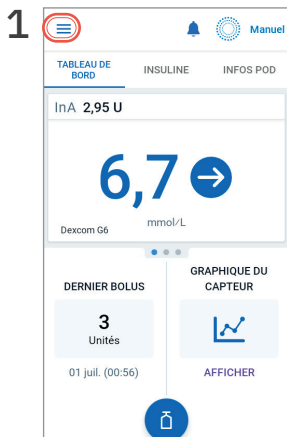 1
Manuel
TABLEAU DE BORD
INSULINE
INFOS POD
InA 2,95 U
6,7
mmol/L
Dexcom G6
DERNIER BOLUS
3
Unités
01 juil. (00:56)
GRAPHIQUE DU
CAPTEUR
AFFICHER